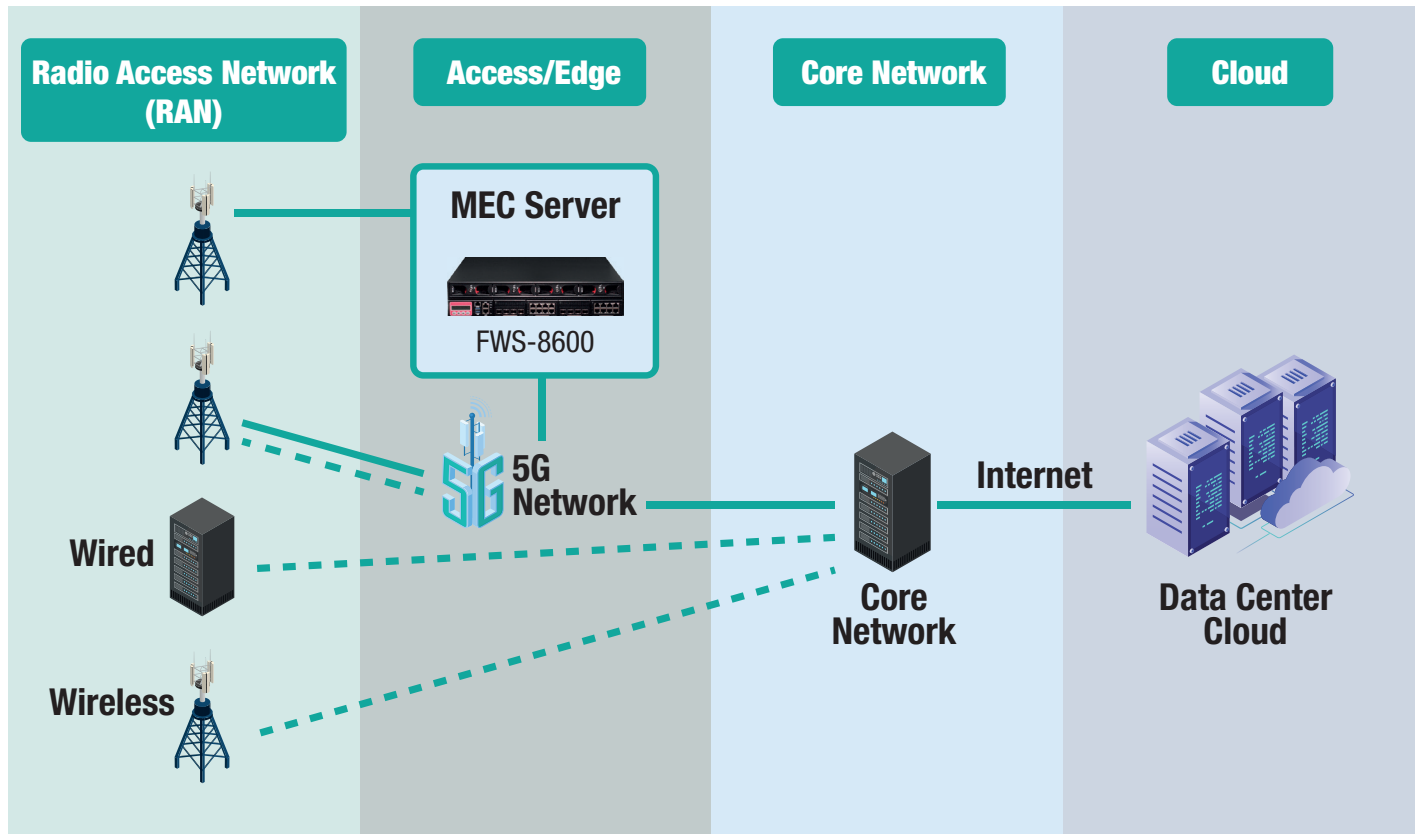 Radio Access Network
(RAN)
Access/Edge
Core Network
Cloud
MEC Server
FWS-8600
5G
5G
Network
Internet
Wired
Core
Network
Data Center
Cloud
Wireless